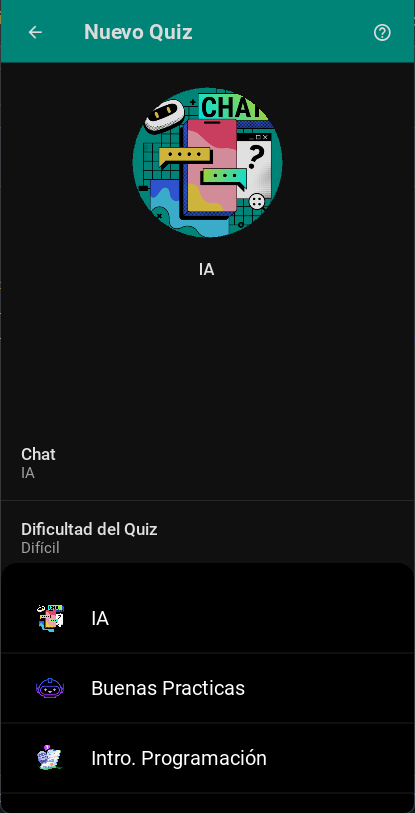 Nuevo Quiz
CHAT
?
IA
Chat
IA
Dificultad del Quiz
Difícil
IA
Buenas Practicas
Intro. Programación